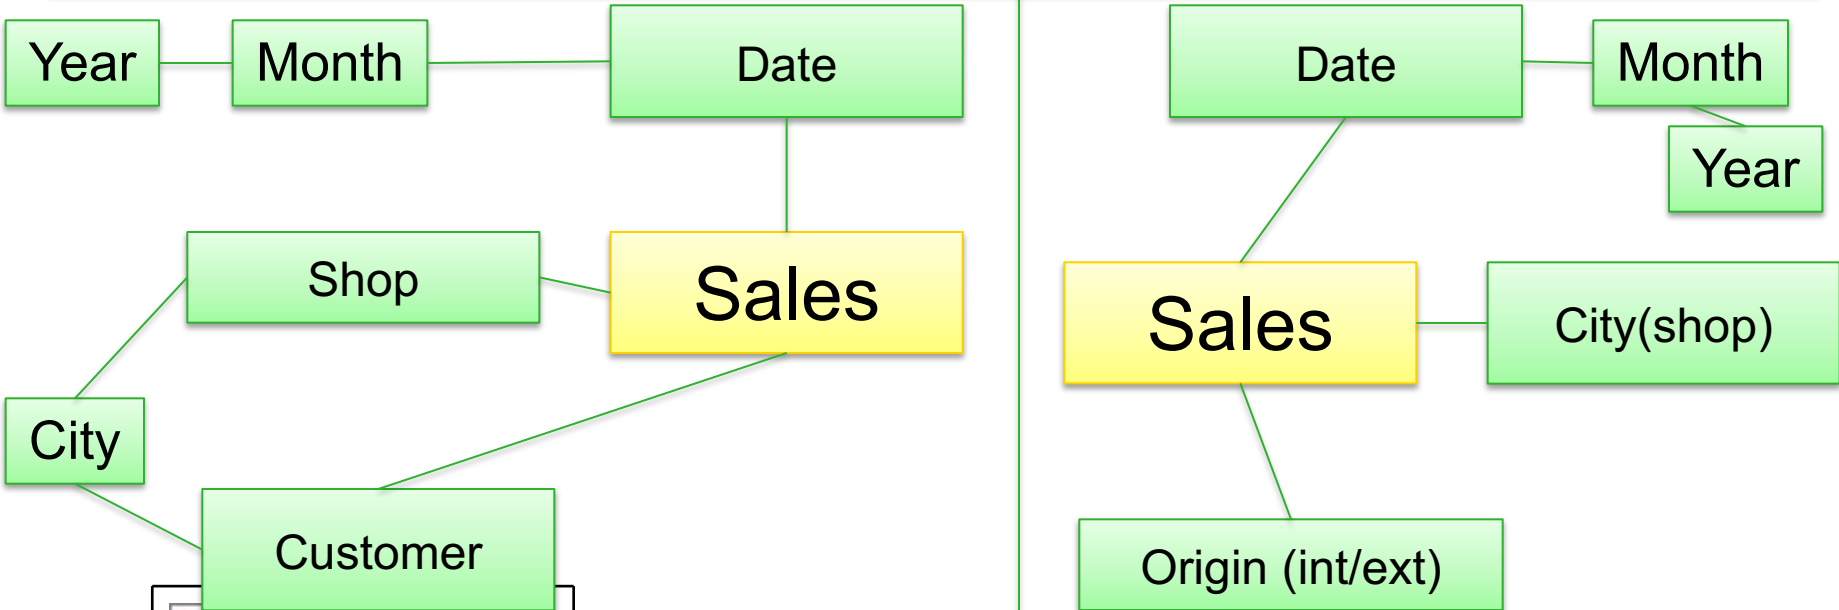 Year
Month
Date
Shop
Sales
City
Customer
Date
Month
Year
Sales
City(shop)
Origin (int/ext)